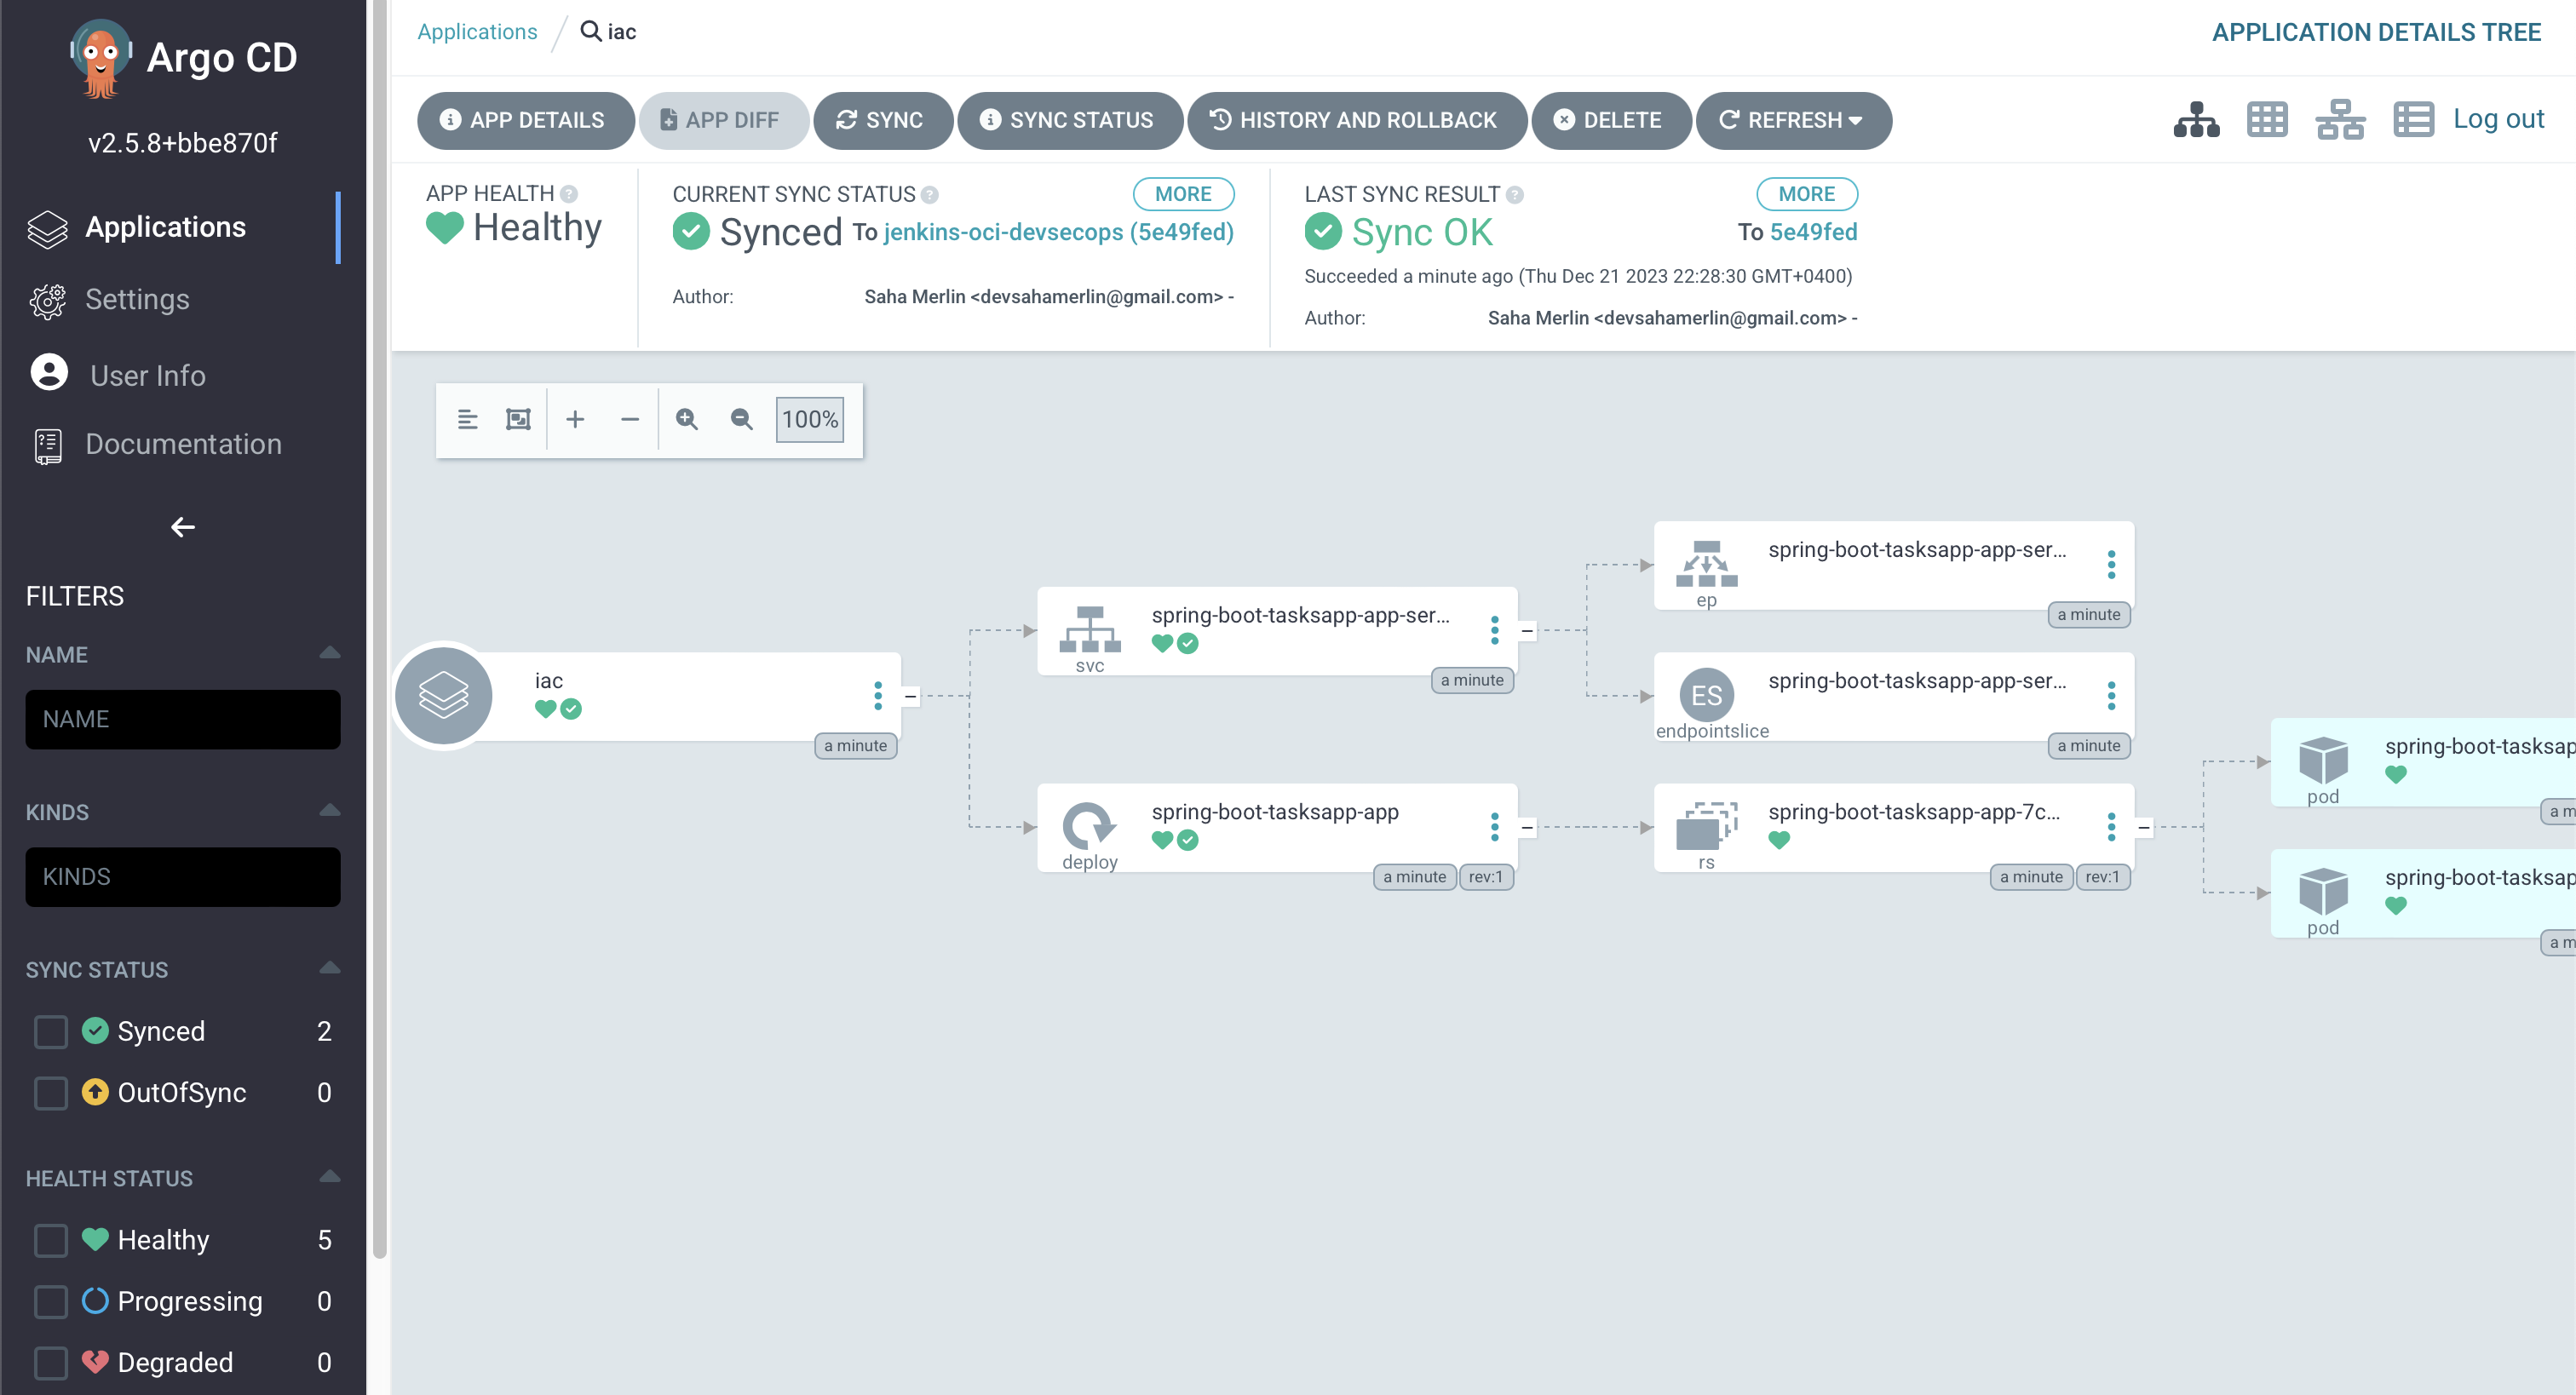 Argo CD
v2.5.8+bbe870f
Applications
Settings
User Info
Documentation
FILTERS
NAME
NAME
KINDS
KINDS
SYNC STATUS
Synced 2
OutOfSync 0
HEALTH STATUS
Healthy 5
Progressing 0
Degraded 0
Applications / iac
APPLICATION DETAILS TREE
APP DETAILS APP DIFF SYNC SYNC STATUS HISTORY AND ROLLBACK DELETE REFRESH
Log out
APP HEALTH ?
Healthy
CURRENT SYNC STATUS ? MORE
Synced To jenkins-oci-devsecops (5e49fed)
Author: Saha Merlin <devsahamerlin@gmail.com> -
LAST SYNC RESULT ? MORE
Sync OK To 5e49fed
Succeeded a minute ago (Thu Dec 21 2023 22:28:30 GMT+0400)
Author: Saha Merlin <devsahamerlin@gmail.com> -
100%
iac
a minute
spring-boot-tasksapp-app-ser...
svc
a minute
spring-boot-tasksapp-app
deploy
a minute rev:1
spring-boot-tasksapp-app-ser...
ep
a minute
spring-boot-tasksapp-app-ser...
ES
endpointslice
a minute
spring-boot-tasksapp-app-7c...
rs
a minute rev:1
spring-boot-tasksap
pod
a m
spring-boot-tasksap
pod
a m